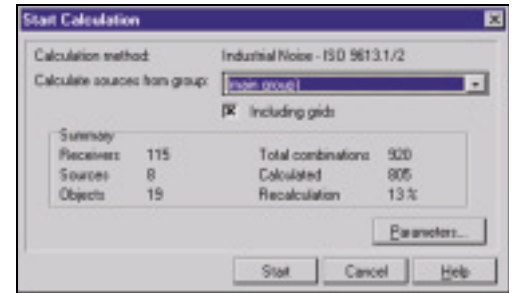 Start Calculation
Calculation method: Industrial Noise - ISO 9613.1/2
Calculate sources from group: [main group]
Including grids
Summary
Receivers 115 Total combinations 920
Sources 8 Calculated 805
Objects 19 Recalculation 13 %
Parameters...
Start Cancel Help